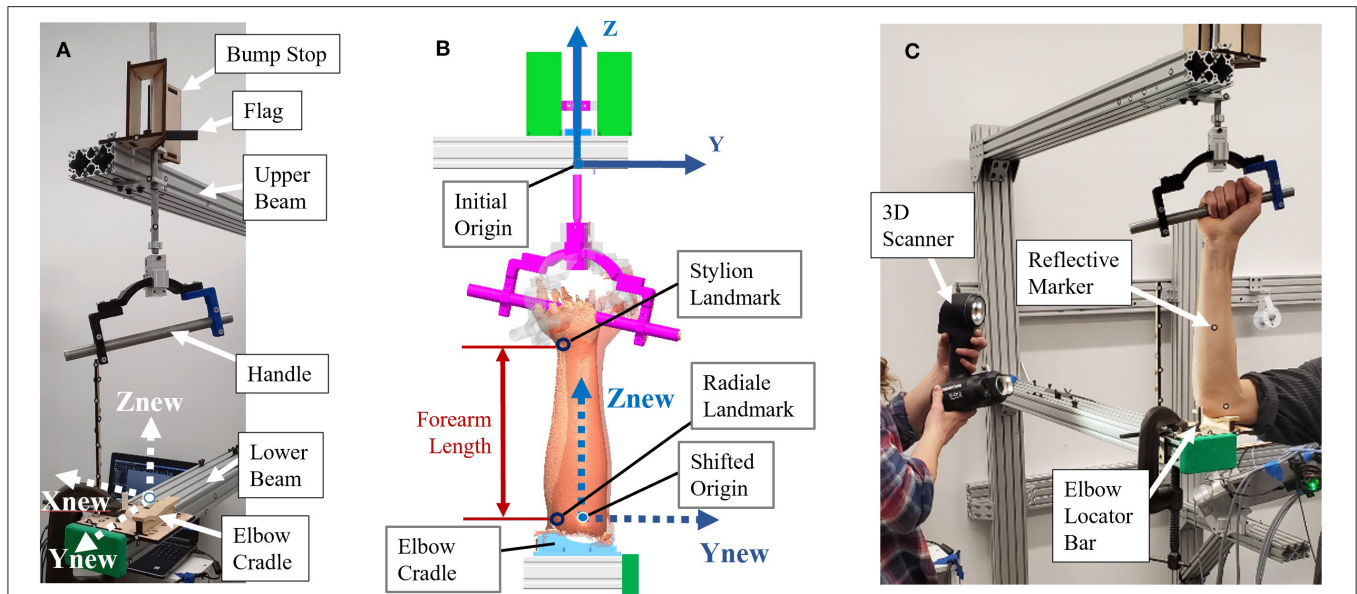 A
Bump Stop
Flag
Upper
Beam
Handle
Znew
Lower
Beam
Xnew
Ynew
Elbow
Cradle
B
Z
Y
Initial
Origin
Stylion
Landmark
Radiale
Landmark
Znew
Forearm
Length
Shifted
Origin
Elbow
Cradle
Ynew
C
3D
Scanner
Reflective
Marker
Elbow
Locator
Bar